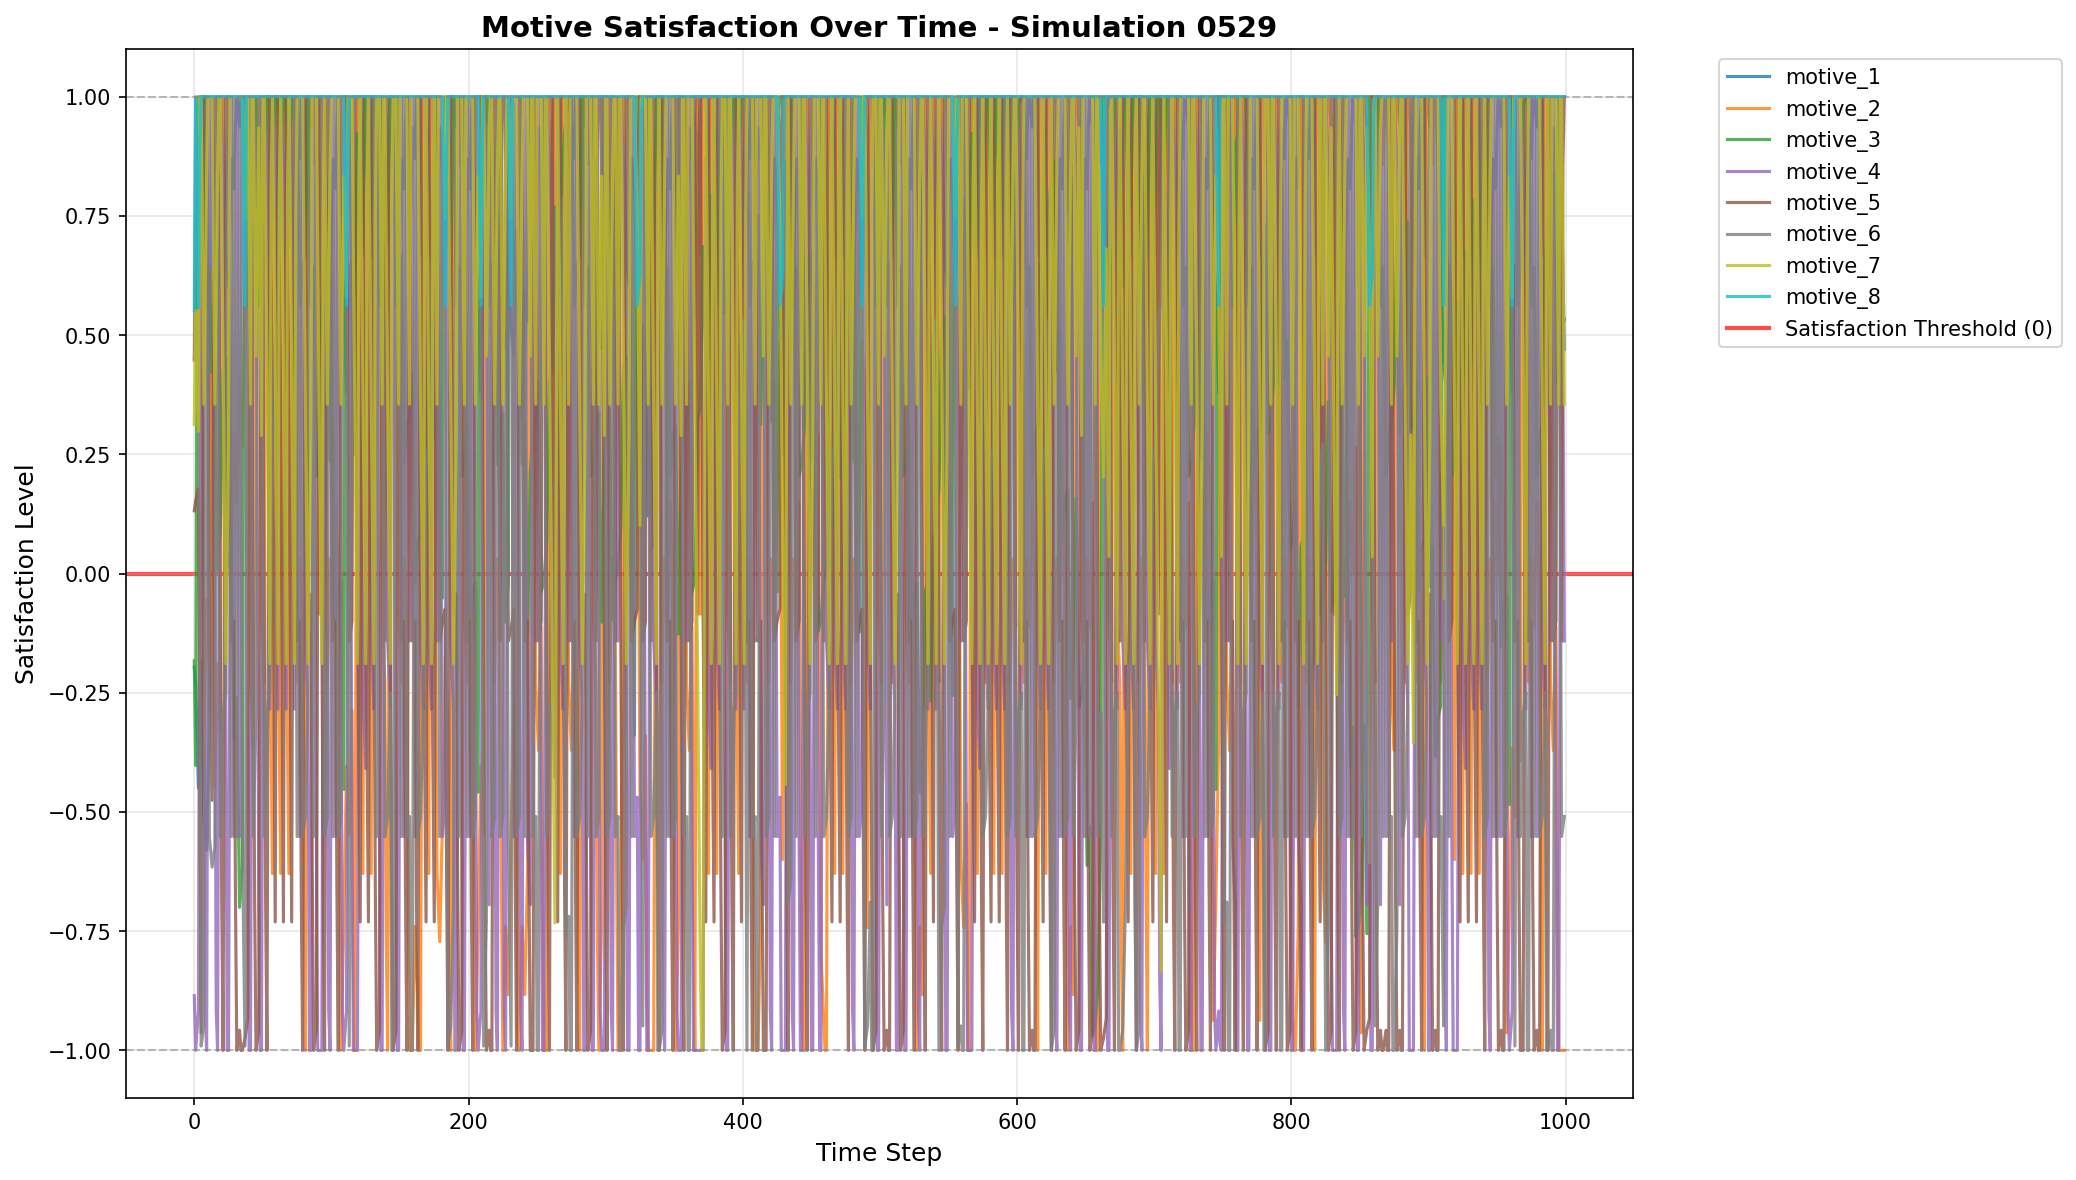 Motive Satisfaction Over Time - Simulation 0529
1.00
0.75
0.50
0.25
0.00
−0.25
−0.50
−0.75
−1.00
Satisfaction Level
0
200
400
600
800
1000
Time Step
motive_1
motive_2
motive_3
motive_4
motive_5
motive_6
motive_7
motive_8
Satisfaction Threshold (0)